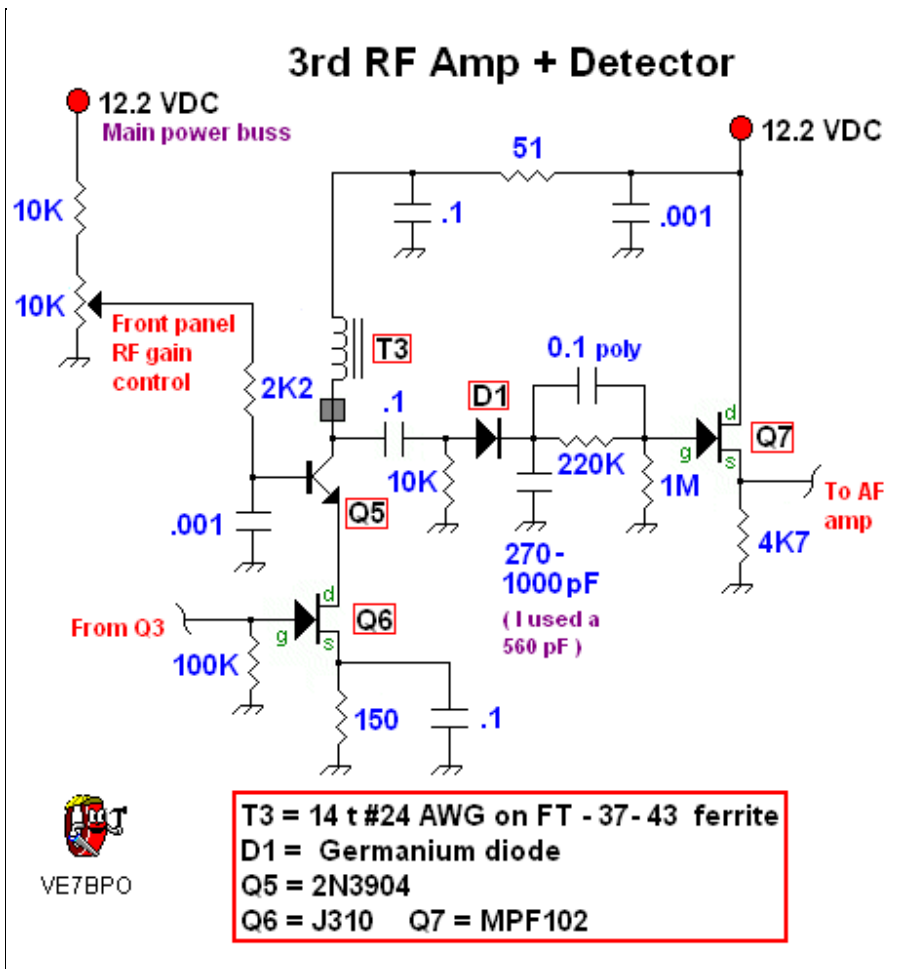 3rd RF Amp + Detector
12.2 VDC
Main power buss
12.2 VDC
51
10K
.1
.001
10K
Front panel
RF gain
control
T3
0.1 poly
2K2
.1
D1
d
Q7
g
s
220K
10K
1M
To AF
amp
Q5
.001
4K7
270-
1000pF
( I used a
560 pF )
d
From Q3
Q6
g
s
100K
150
.1
VE7BPO
T3 = 14 t #24 AWG on FT - 37- 43 ferrite
D1 = Germanium diode
Q5 = 2N3904
Q6 = J310 Q7 = MPF102